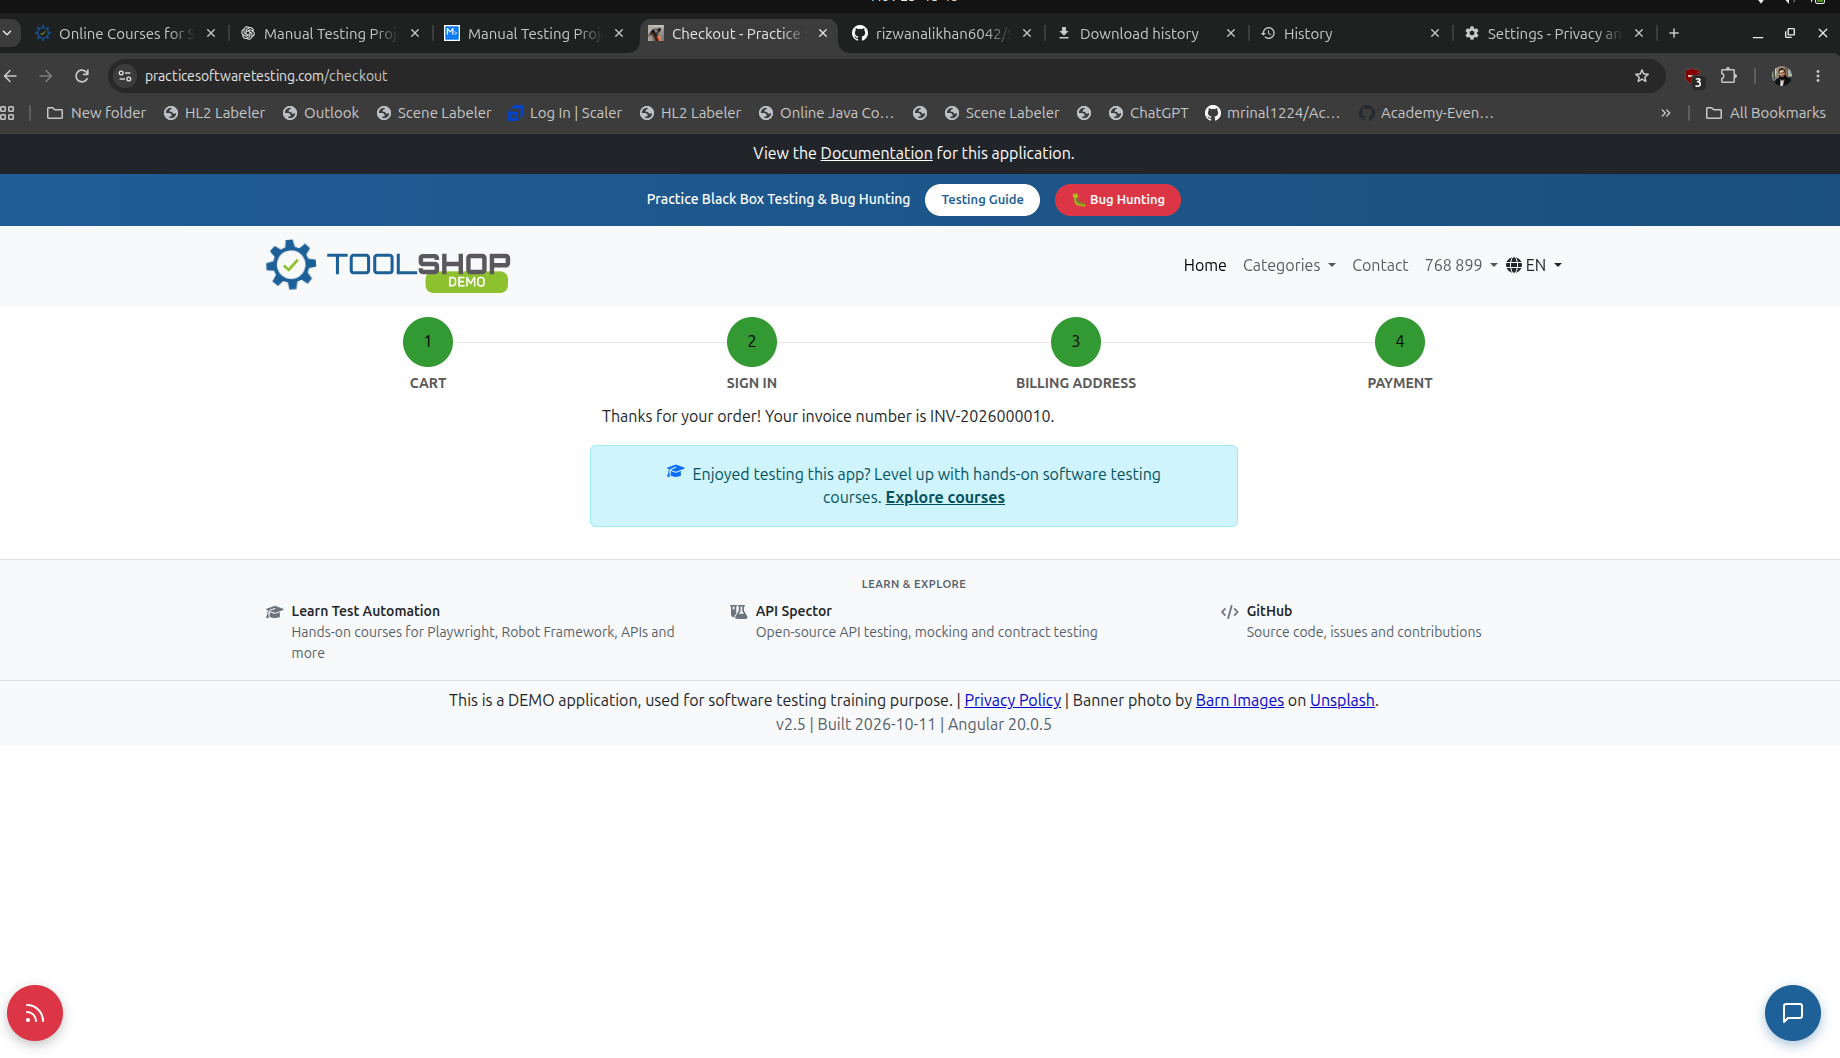 Online Courses for S
Manual Testing Proj
Manual Testing Proj
Checkout - Practice S
rizwanalikhan6042/S
Download history
History
Settings - Privacy an
practicesoftwaretesting.com/checkout
3
New folder
HL2 Labeler
Outlook
Scene Labeler
Log In | Scaler
HL2 Labeler
Online Java Co...
Scene Labeler
ChatGPT
mrinal1224/Ac...
Academy-Even...
»
All Bookmarks
View the Documentation for this application.
Practice Black Box Testing & Bug Hunting
Testing Guide
Bug Hunting
TOOLSHOP
DEMO
Home
Categories
Contact
768 899
EN
1
2
3
4
CART
SIGN IN
BILLING ADDRESS
PAYMENT
Thanks for your order! Your invoice number is INV-2026000010.
Enjoyed testing this app? Level up with hands-on software testing
courses. Explore courses
LEARN & EXPLORE
Learn Test Automation
Hands-on courses for Playwright, Robot Framework, APIs and
more
API Spector
Open-source API testing, mocking and contract testing
GitHub
Source code, issues and contributions
This is a DEMO application, used for software testing training purpose. | Privacy Policy | Banner photo by Barn Images on Unsplash.
v2.5 | Built 2026-10-11 | Angular 20.0.5